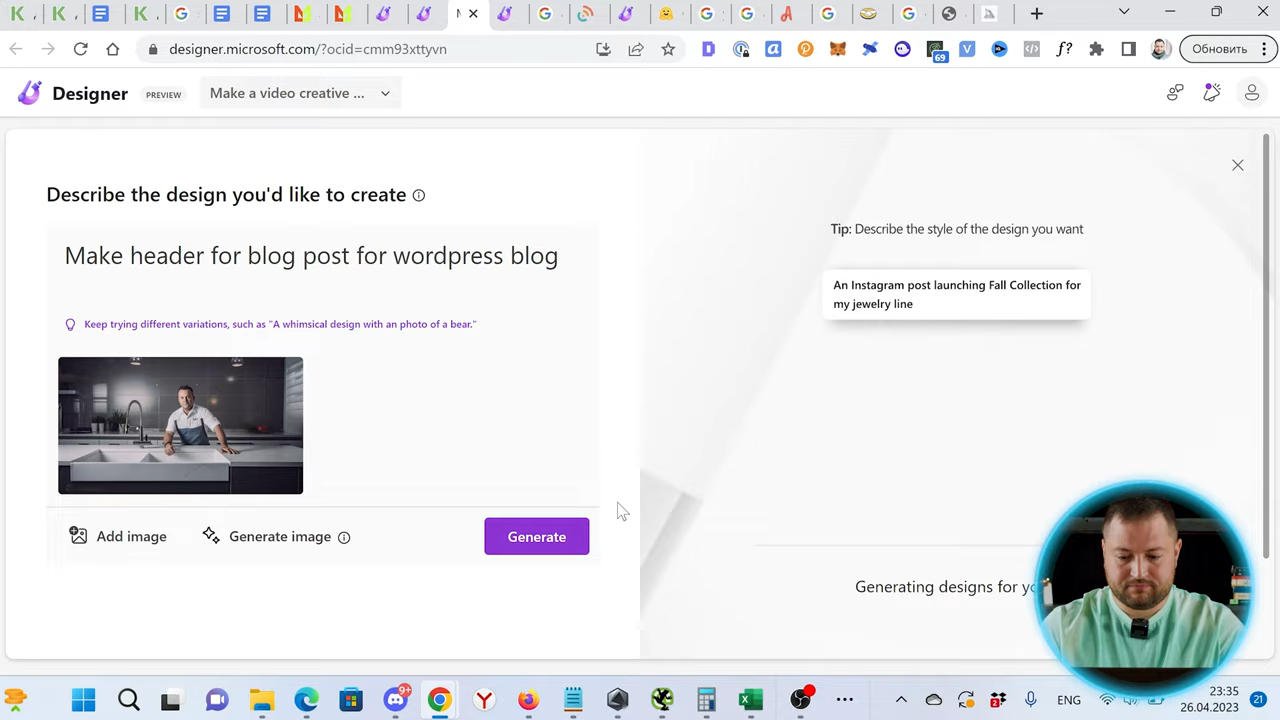 designer.microsoft.com/?ocid=cmm93xttyvn
69
f?
Обновить
Designer
PREVIEW
Make a video creative ...
Describe the design you'd like to create
Make header for blog post for wordpress blog
Keep trying different variations, such as "A whimsical design with an photo of a bear."
Add image
Generate image
Generate
Tip: Describe the style of the design you want
An Instagram post launching Fall Collection for
my jewelry line
Generating designs for
9+
ENG
23:35
26.04.2023
21